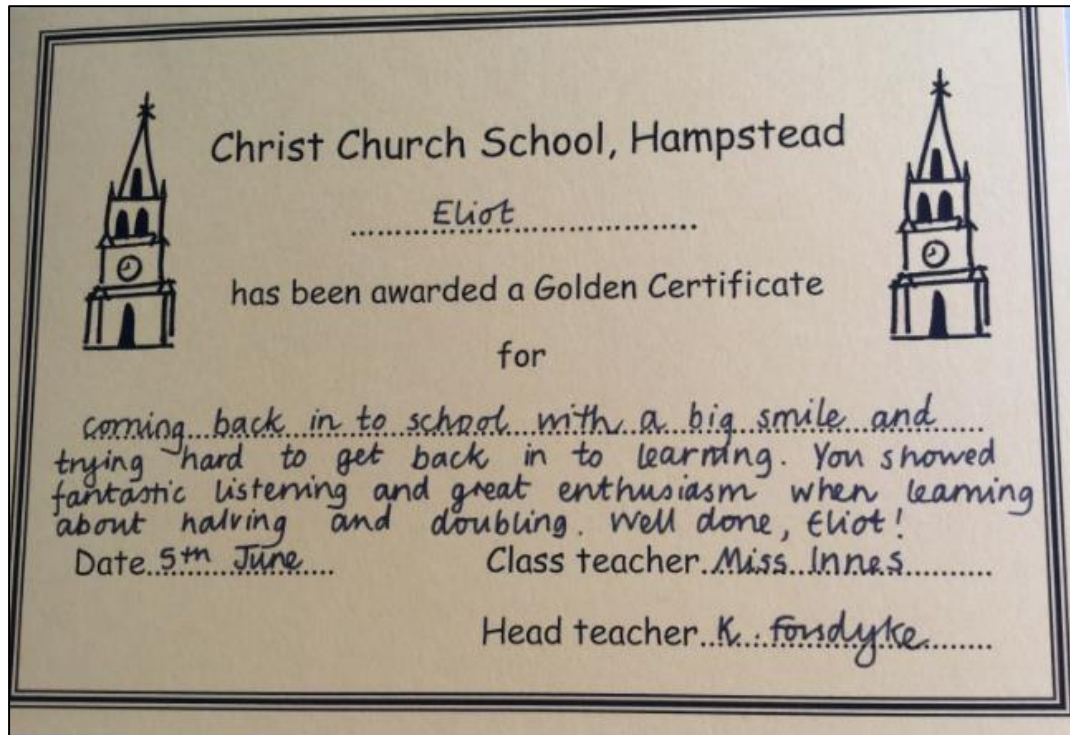 Christ Church School, Hampstead
Eliot
has been awarded a Golden Certificate
for
coming back in to school with a big smile and
trying hard to get back in to learning. You showed
fantastic listening and great enthusiasm when learning
about halving and doubling. Well done, Eliot!
Date 5th June Class teacher Miss Innes
Head teacher K. Fondyke